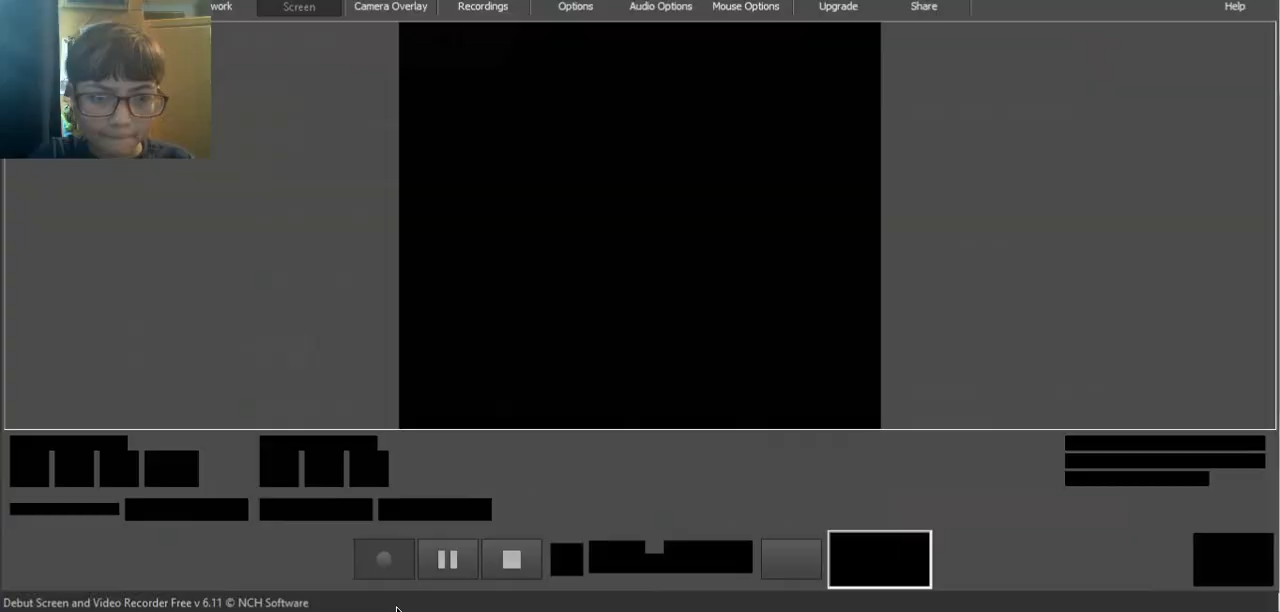 work Screen Camera Overlay Recordings Options Audio Options Mouse Options Upgrade Share Help
Debut Screen and Video Recorder Free v 6.11 © NCH Software